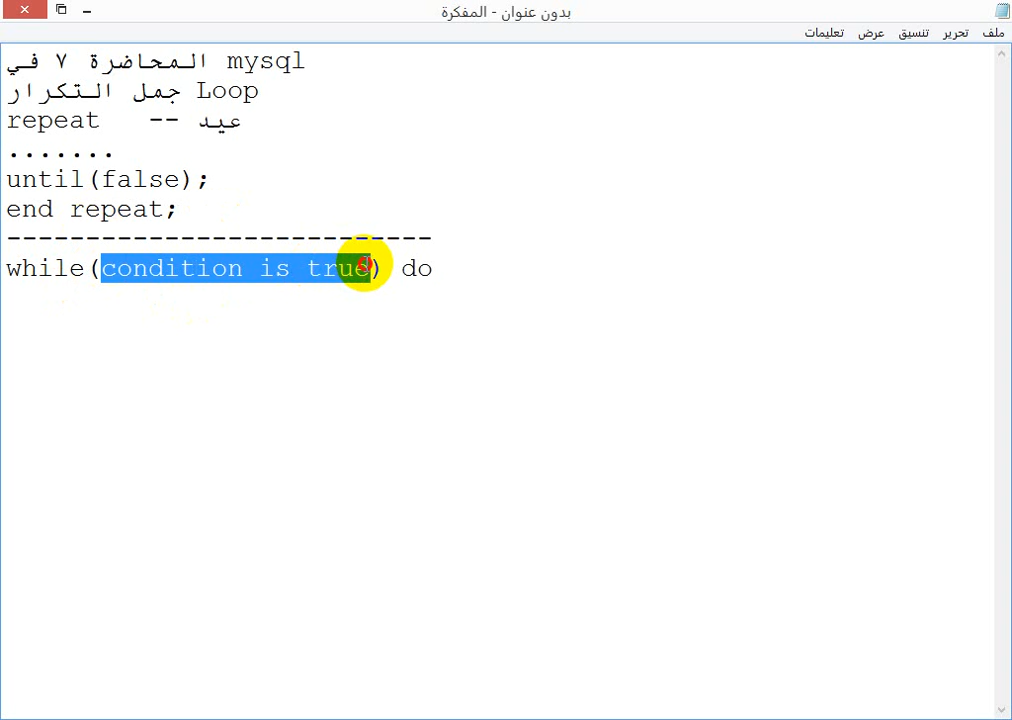 بدون عنوان - المفكرة
ملف تحرير تنسيق عرض تعليمات
المحاضرة ٧ في mysql
جمل التكرار Loop
repeat -- عيد
.......
until(false);
end repeat;
---------------------------
while(condition is true) do